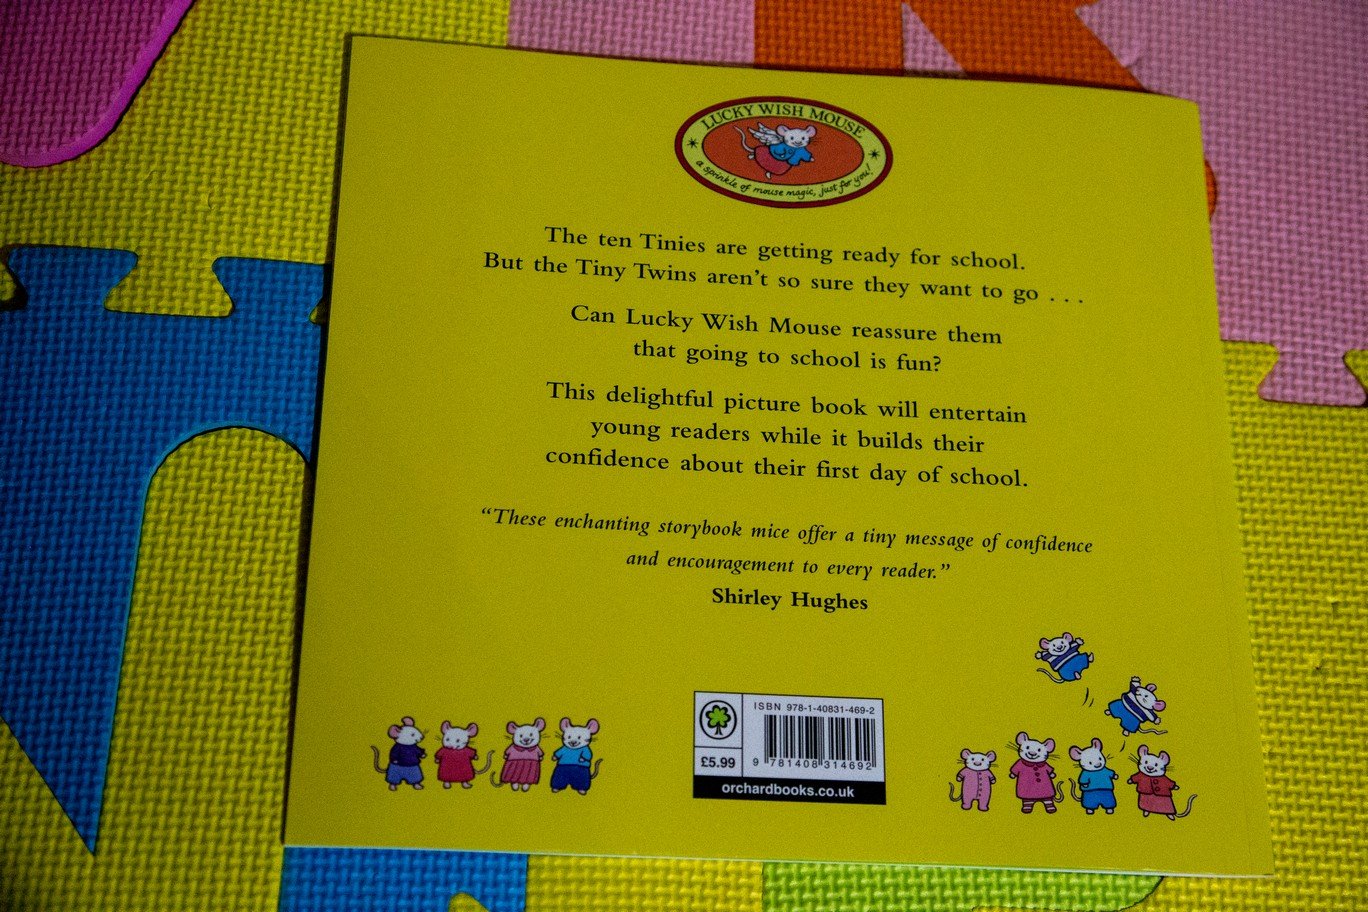 LUCKY WISH MOUSE
a sprinkle of mouse magic, just for you!
The ten Tinies are getting ready for school.
But the Tiny Twins aren't so sure they want to go . . .
Can Lucky Wish Mouse reassure them
that going to school is fun?
This delightful picture book will entertain
young readers while it builds their
confidence about their first day of school.
“These enchanting storybook mice offer a tiny message of confidence
and encouragement to every reader.”
Shirley Hughes
ISBN 978-1-40831-469-2
£5.99
9 781408 314692
orchardbooks.co.uk